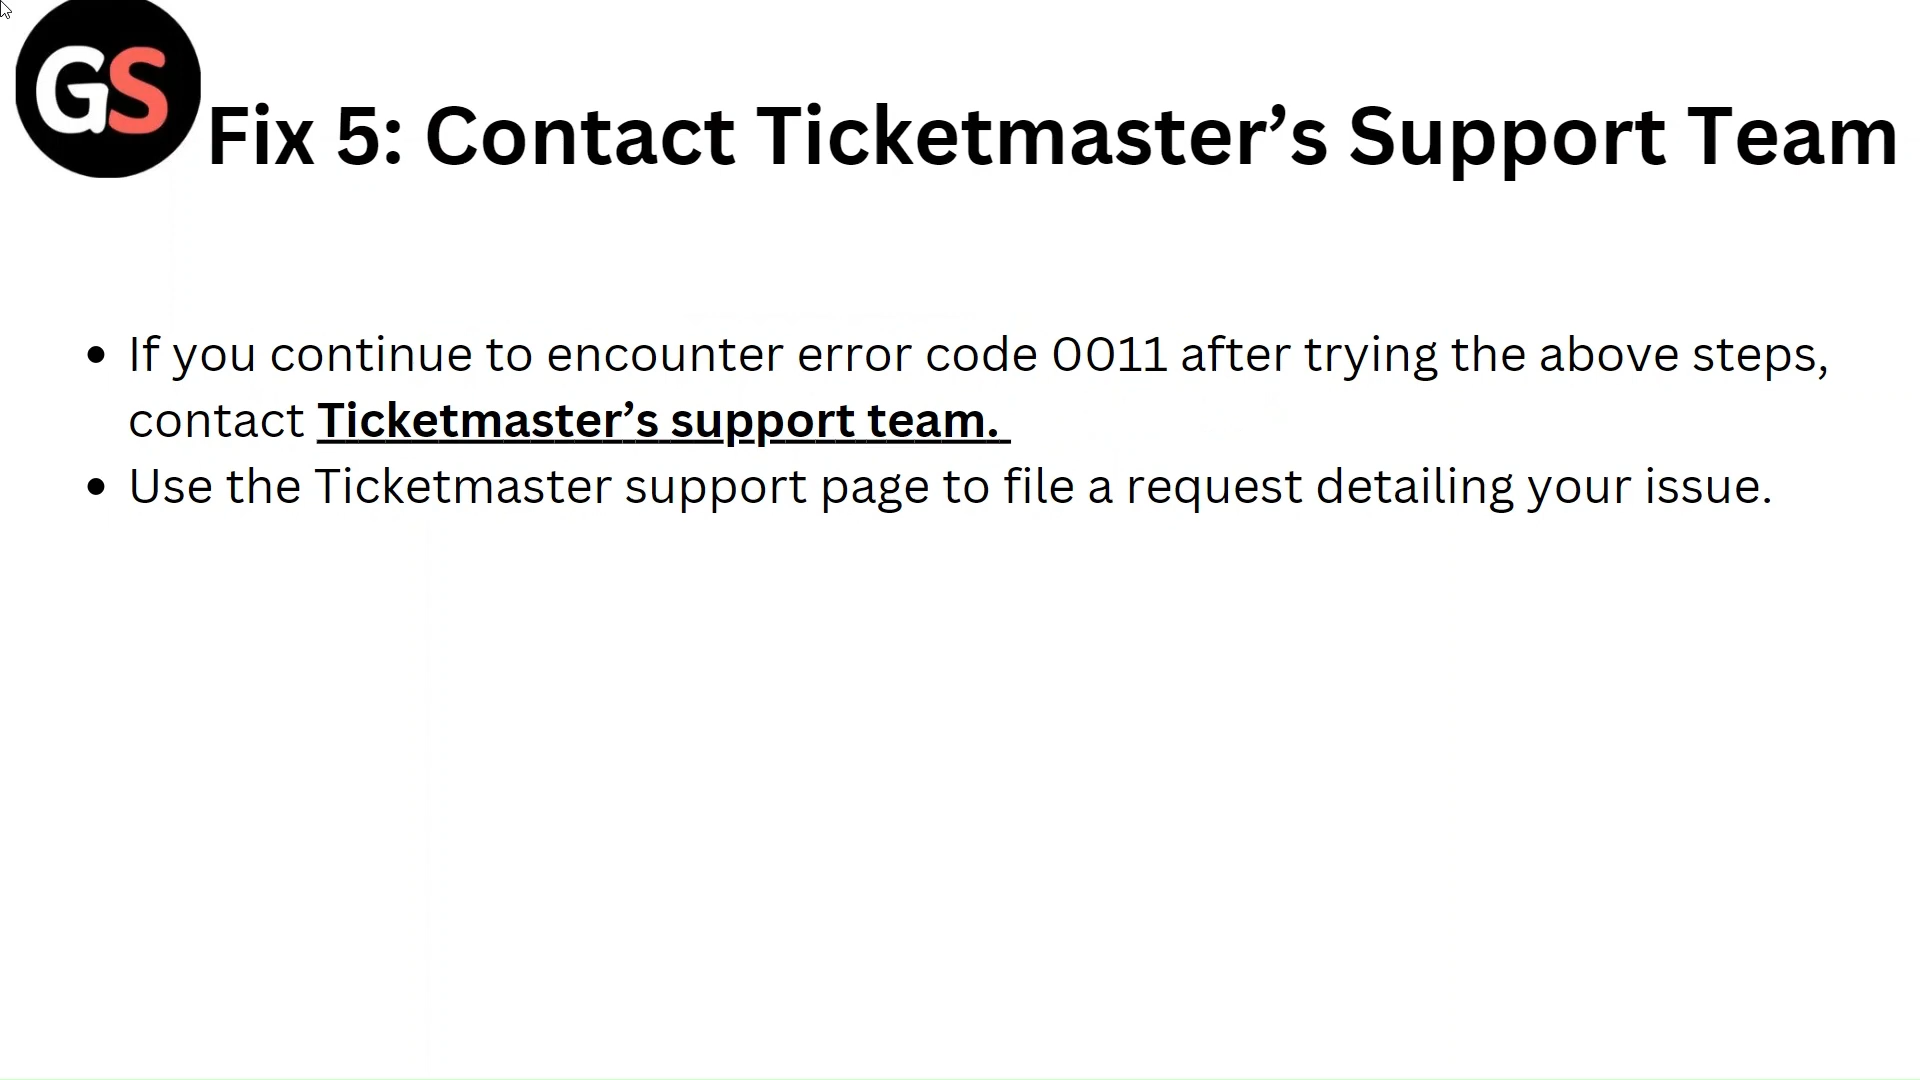 GS
Fix 5: Contact Ticketmaster’s Support Team
• If you continue to encounter error code 0011 after trying the above steps,
contact Ticketmaster’s support team.
• Use the Ticketmaster support page to file a request detailing your issue.